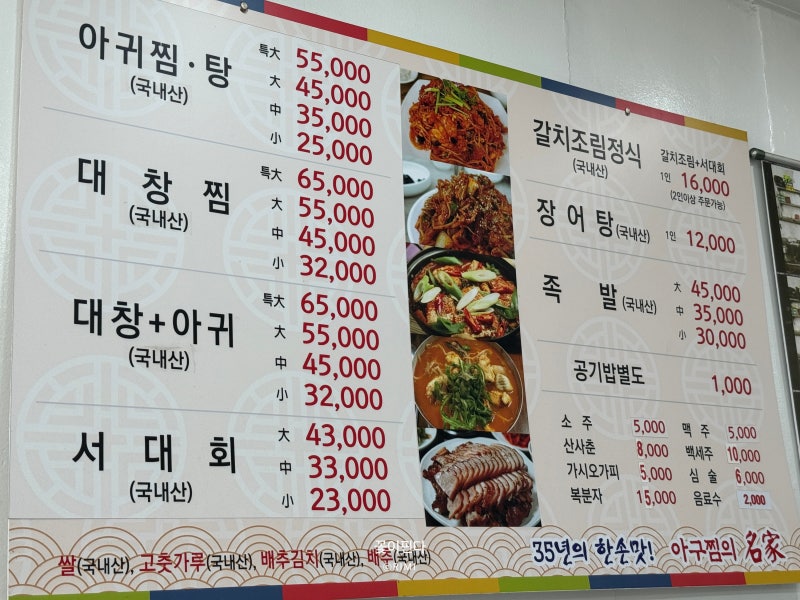 아귀찜·탕
(국내산)
특大 55,000
大 45,000
中 35,000
小 25,000
대창찜
(국내산)
특大 65,000
大 55,000
中 45,000
小 32,000
대창+아귀
(국내산)
특大 65,000
大 55,000
中 45,000
小 32,000
서대회
(국내산)
大 43,000
中 33,000
小 23,000
갈치조림정식
(국내산)
갈치조림+서대회
1인 16,000
(2인이상 주문가능)
장어탕(국내산) 1인 12,000
족발(국내산)
大 45,000
中 35,000
小 30,000
공기밥별도 1,000
소주 5,000 맥주 5,000
산사춘 8,000 백세주 10,000
가시오가피 5,000 심술 6,000
복분자 15,000 음료수 2,000
쌀(국내산), 고춧가루(국내산), 배추김치(국내산), 배추(국내산)
35년의 한손맛! 아구찜의 名家